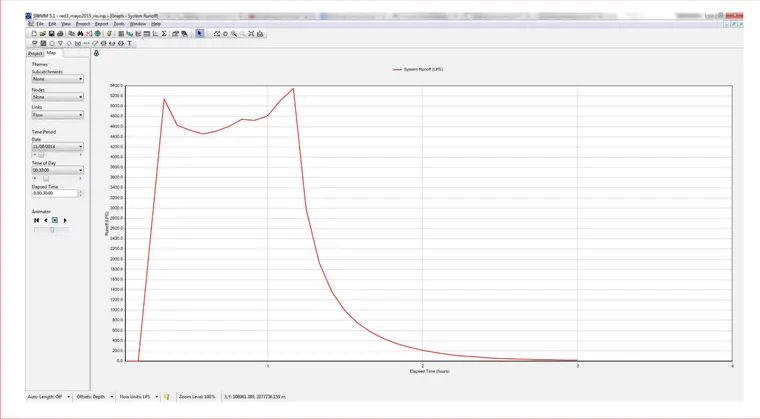 SWMM 5.1 - red3_mayo2015_rio.inp - [Graph - System Runoff]
File Edit View Project Report Tools Window Help
Project Map
Themes
Subcatchments
None
Nodes
None
Links
Flow
Time Period
Date
11/08/2016
Time of Day
00:30:00
Elapsed Time
0.00:30:00
Animator
System Runoff (LPS)
5400.0
5200.0
5000.0
4800.0
4600.0
4400.0
4200.0
4000.0
3800.0
3600.0
3400.0
3200.0
3000.0
2800.0
2600.0
2400.0
2200.0
2000.0
1800.0
1600.0
1400.0
1200.0
1000.0
800.0
600.0
400.0
200.0
0.0
Runoff (LPS)
1 2 3 4
Elapsed Time (hours)
Auto-Length: Off Offsets: Depth Flow Units: LPS Zoom Level: 100%